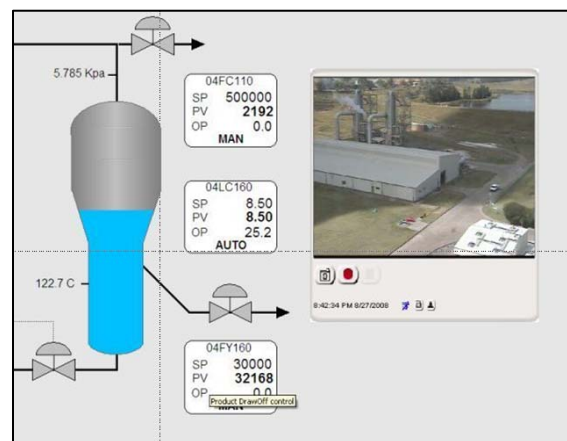 5.785 Kpa
04FC110
SP 500000
PV 2192
OP 0.0
MAN
04LC160
SP 8.50
PV 8.50
OP 25.2
AUTO
122.7 C
04FY160
SP 30000
PV 32168
OP 0.0
Product DrawOff control
MAN
8:42:34 PM 8/27/2008